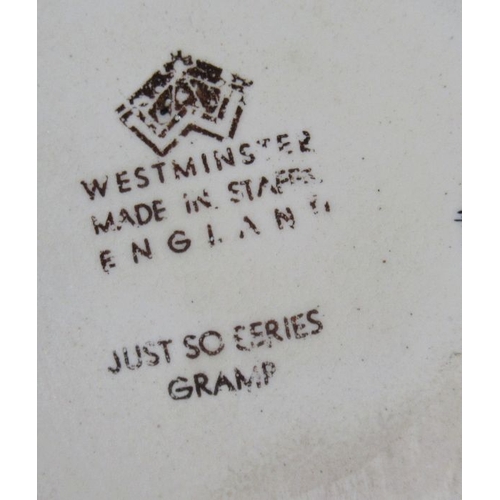 WESTMINSTER
MADE IN STAFFS.
ENGLAND
JUST SO SERIES
GRAMP